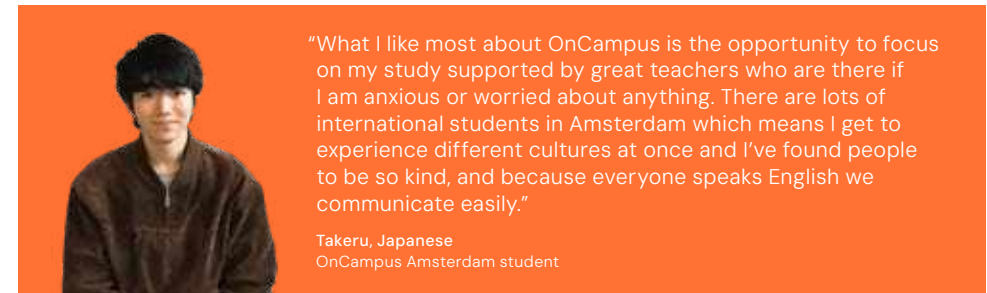 “What I like most about OnCampus is the opportunity to focus
on my study supported by great teachers who are there if
I am anxious or worried about anything. There are lots of
international students in Amsterdam which means I get to
experience different cultures at once and I’ve found people
to be so kind, and because everyone speaks English we
communicate easily.”
Takeru, Japanese
OnCampus Amsterdam student